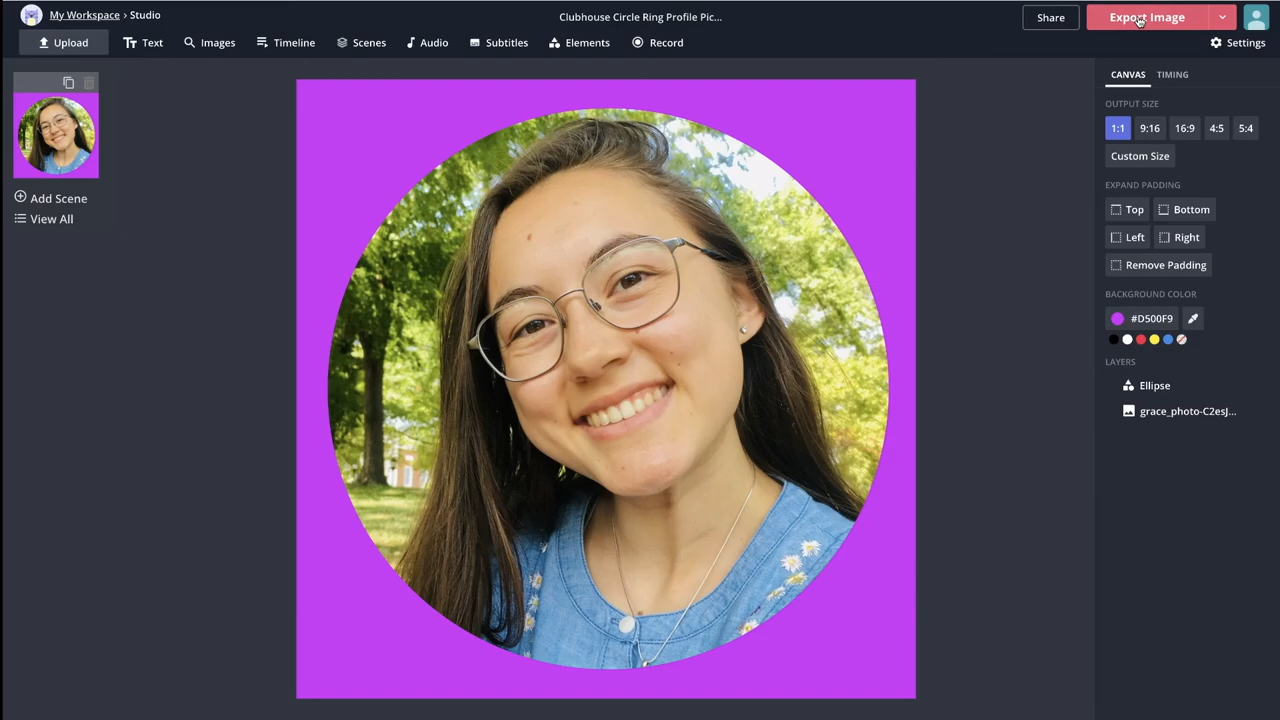 My Workspace › Studio
Clubhouse Circle Ring Profile Pic...
Share
Export Image
Upload
Text
Images
Timeline
Scenes
Audio
Subtitles
Elements
Record
Settings
CANVAS
TIMING
OUTPUT SIZE
1:1
9:16
16:9
4:5
5:4
Custom Size
EXPAND PADDING
Top
Bottom
Left
Right
Remove Padding
BACKGROUND COLOR
#D500F9
LAYERS
Ellipse
grace_photo-C2esJ...
Add Scene
View All